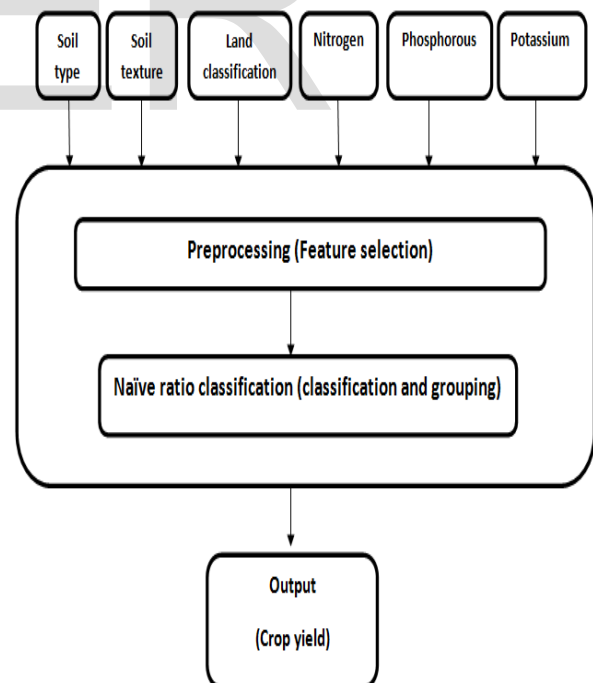 Soil
type
Soil
texture
Land
classification
Nitrogen
Phosphorous
Potassium
Preprocessing (Feature selection)
Naïve ratio classification (classification and grouping)
Output
(Crop yield)